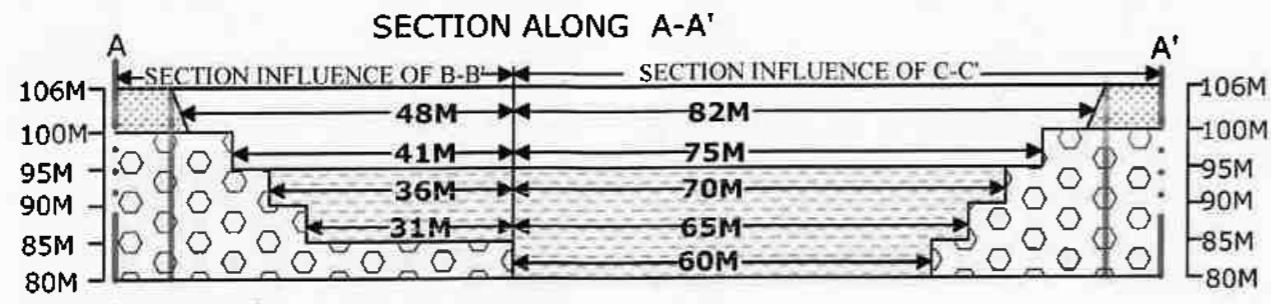 SECTION ALONG A-A'
A A'
SECTION INFLUENCE OF B-B' SECTION INFLUENCE OF C-C'
106M 106M
48M 82M
100M 100M
41M 75M
95M 95M
36M 70M
90M 90M
31M 65M
85M 85M
60M
80M 80M